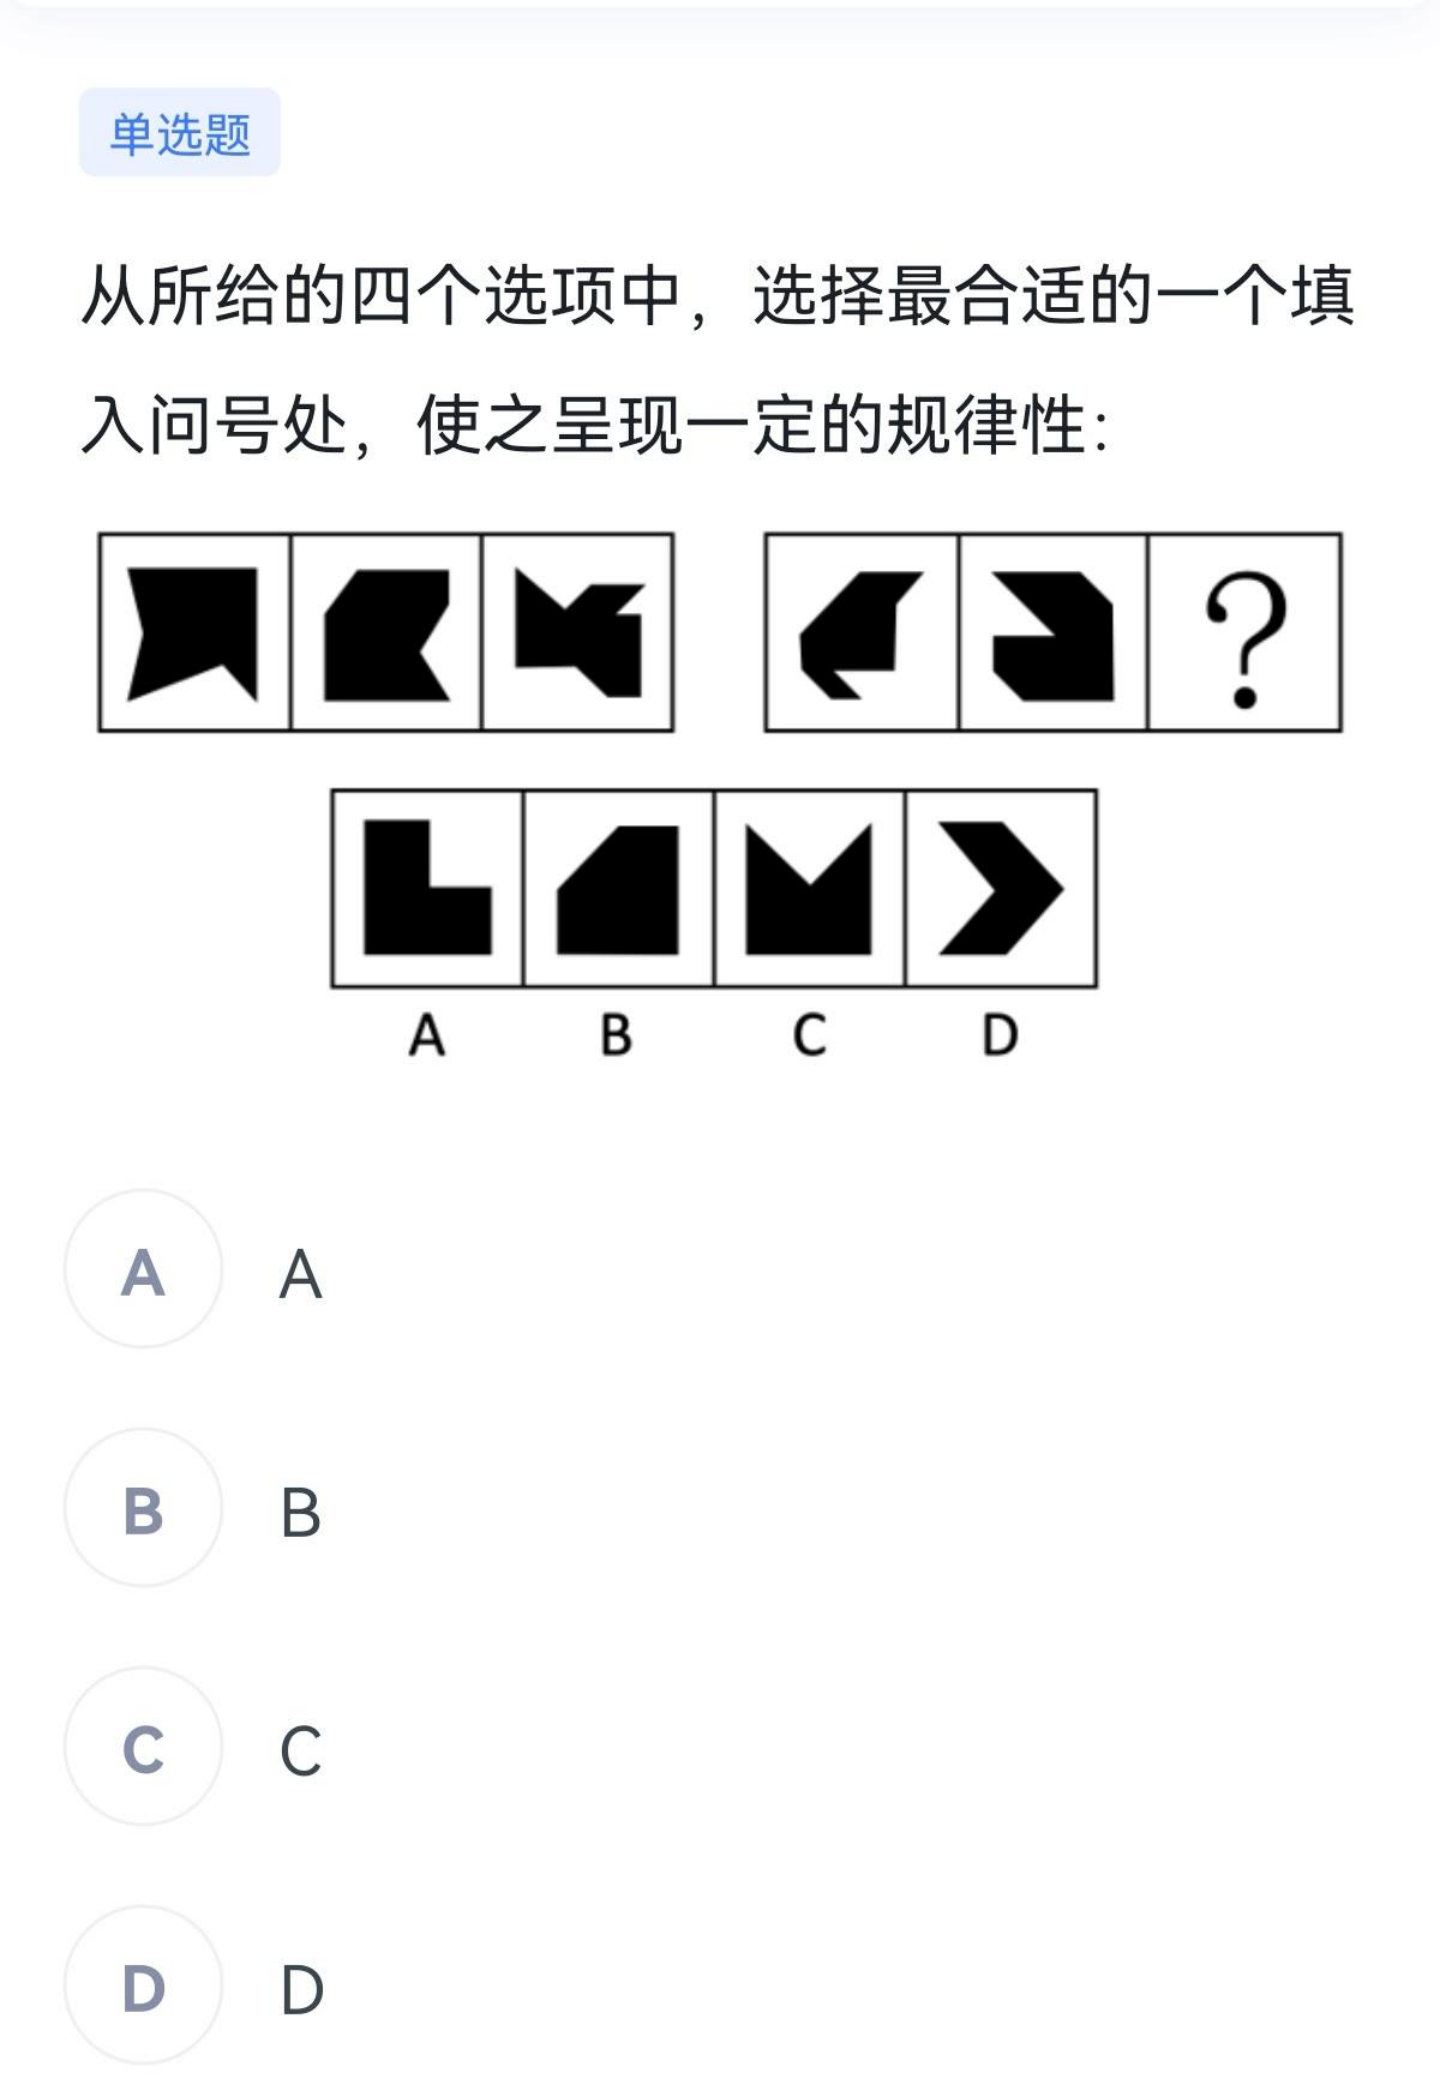 单选题
从所给的四个选项中，选择最合适的一个填
入问号处，使之呈现一定的规律性：
?
A B C D
A A
B B
C C
D D